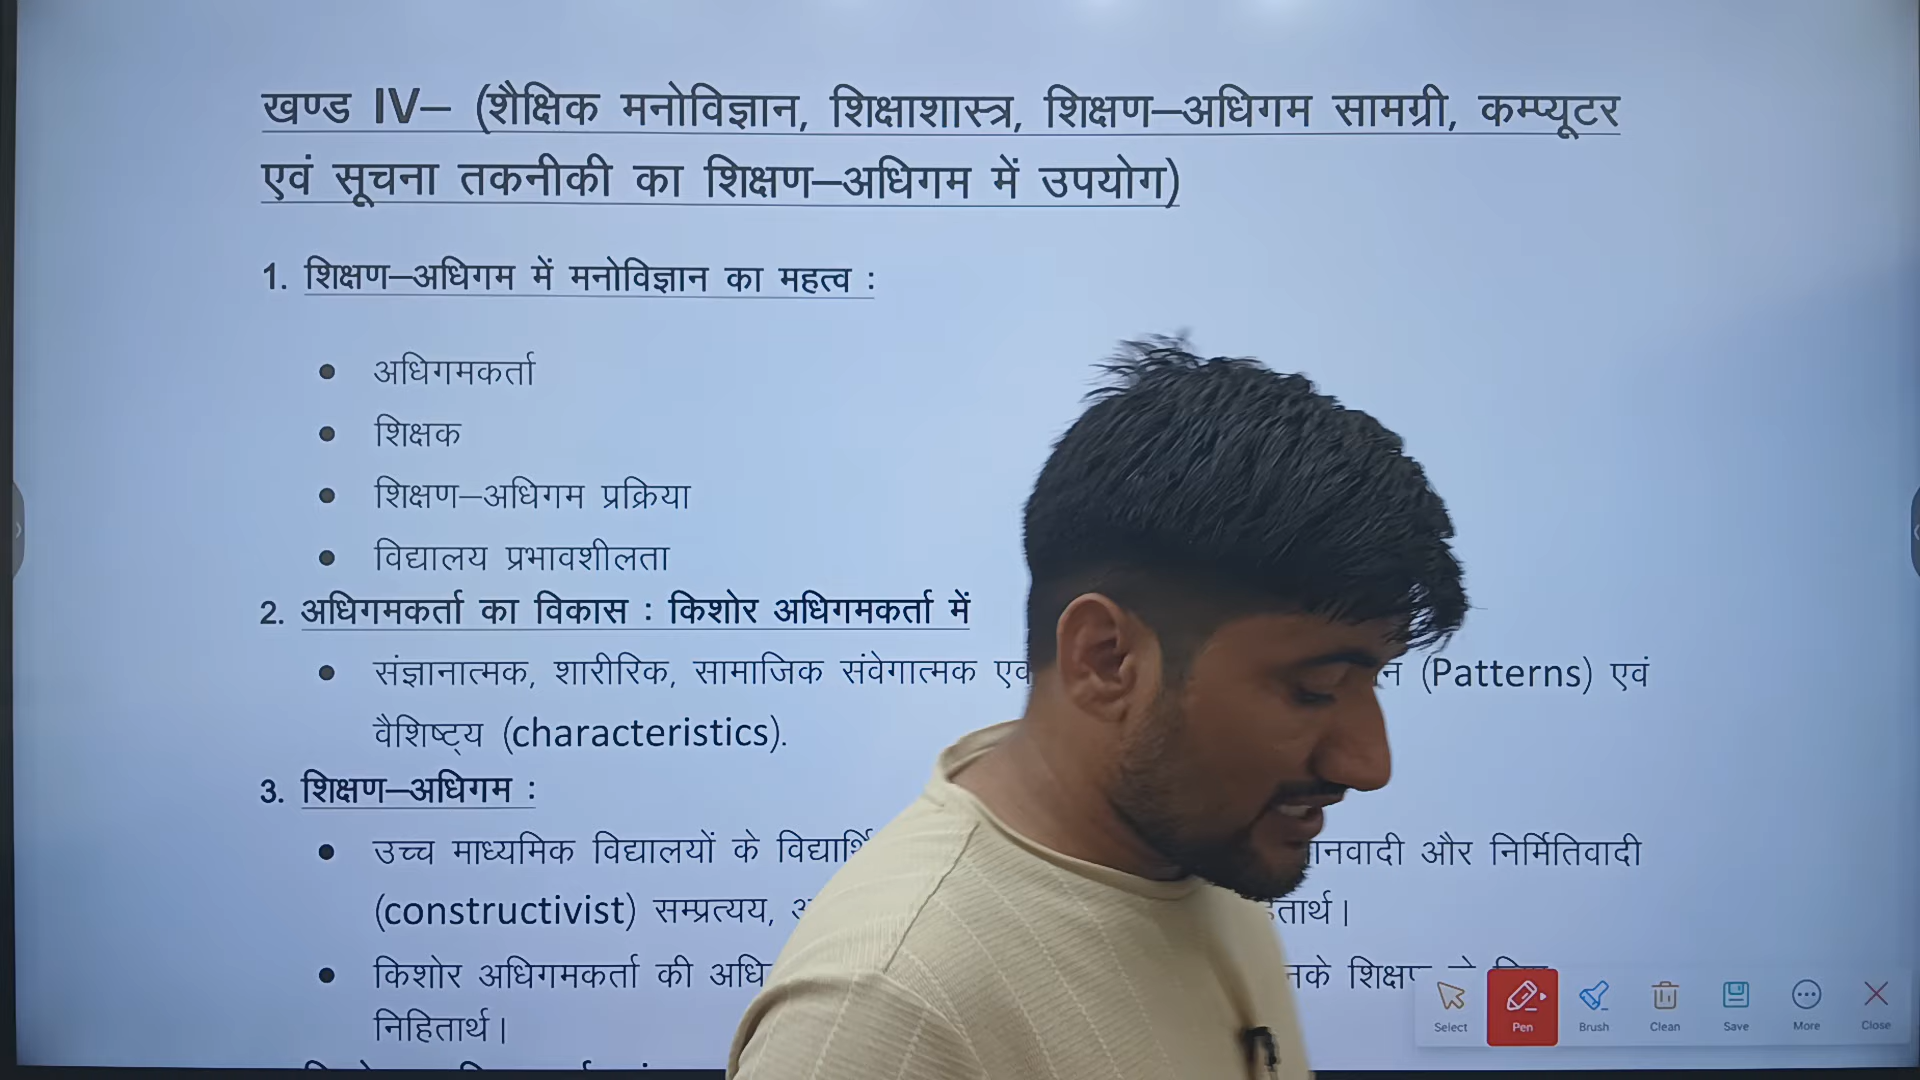 खण्ड IV– (शैक्षिक मनोविज्ञान, शिक्षाशास्त्र, शिक्षण–अधिगम सामग्री, कम्प्यूटर
एवं सूचना तकनीकी का शिक्षण–अधिगम में उपयोग)
1. शिक्षण–अधिगम में मनोविज्ञान का महत्व :
• अधिगमकर्ता
• शिक्षक
• शिक्षण–अधिगम प्रक्रिया
• विद्यालय प्रभावशीलता
2. अधिगमकर्ता का विकास : किशोर अधिगमकर्ता में
• संज्ञानात्मक, शारीरिक, सामाजिक संवेगात्मक (Patterns) एवं
वैशिष्ट्य (characteristics).
3. शिक्षण–अधिगम :
• उच्च माध्यमिक विद्यालयों के और निर्मितिवादी
(constructivist) सम्प्रत्यय,
• किशोर अधिगमकर्ता की
निहितार्थ।
Select Pen Brush Clean Save More Close